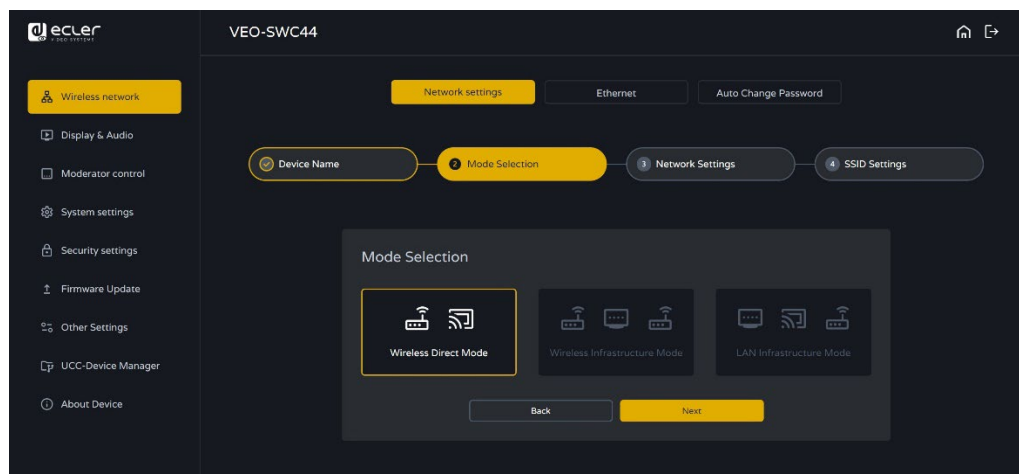 ecler
VEO-SWC44
Wireless network
Display & Audio
Moderator control
System settings
Security settings
Firmware Update
Other Settings
UCC-Device Manager
About Device
Network settings
Ethernet
Auto Change Password
Device Name
2 Mode Selection
3 Network Settings
4 SSID Settings
Mode Selection
Wireless Direct Mode
Wireless Infrastructure Mode
LAN Infrastructure Mode
Back
Next